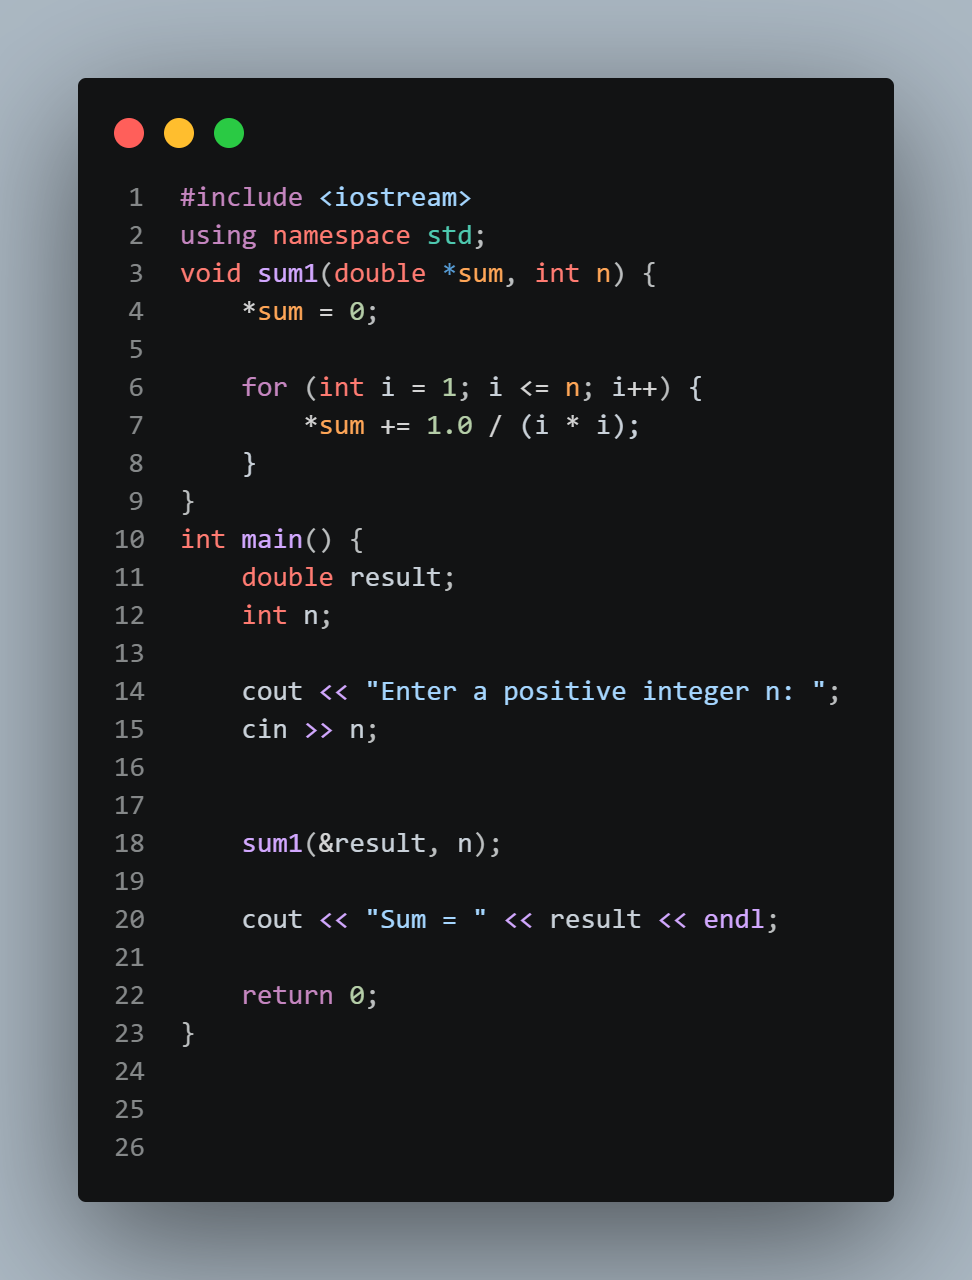 1 #include <iostream>
2 using namespace std;
3 void sum1(double *sum, int n) {
4     *sum = 0;
5
6     for (int i = 1; i <= n; i++) {
7         *sum += 1.0 / (i * i);
8     }
9 }
10 int main() {
11     double result;
12     int n;
13
14     cout << "Enter a positive integer n: ";
15     cin >> n;
16
17
18     sum1(&result, n);
19
20     cout << "Sum = " << result << endl;
21
22     return 0;
23 }
24
25
26